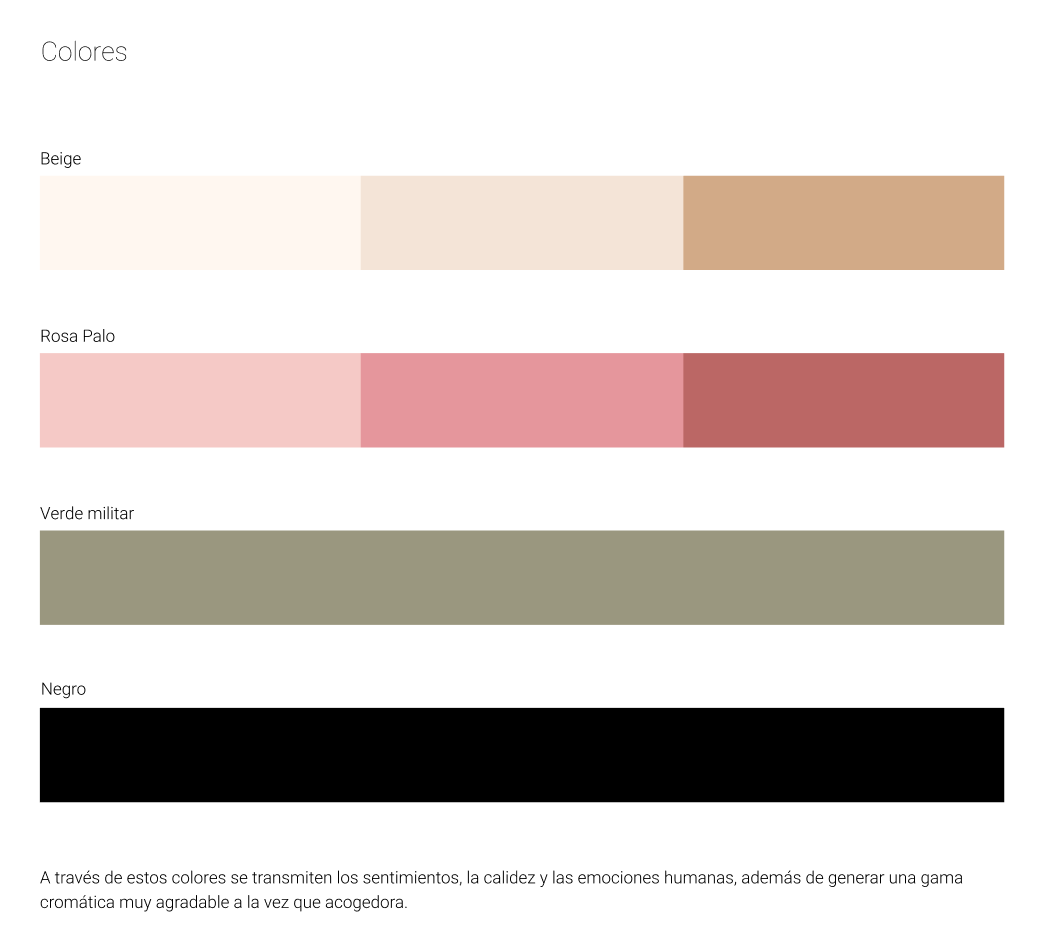 Colores
Beige
Rosa Palo
Verde militar
Negro
A través de estos colores se transmiten los sentimientos, la calidez y las emociones humanas, además de generar una gama
cromática muy agradable a la vez que acogedora.